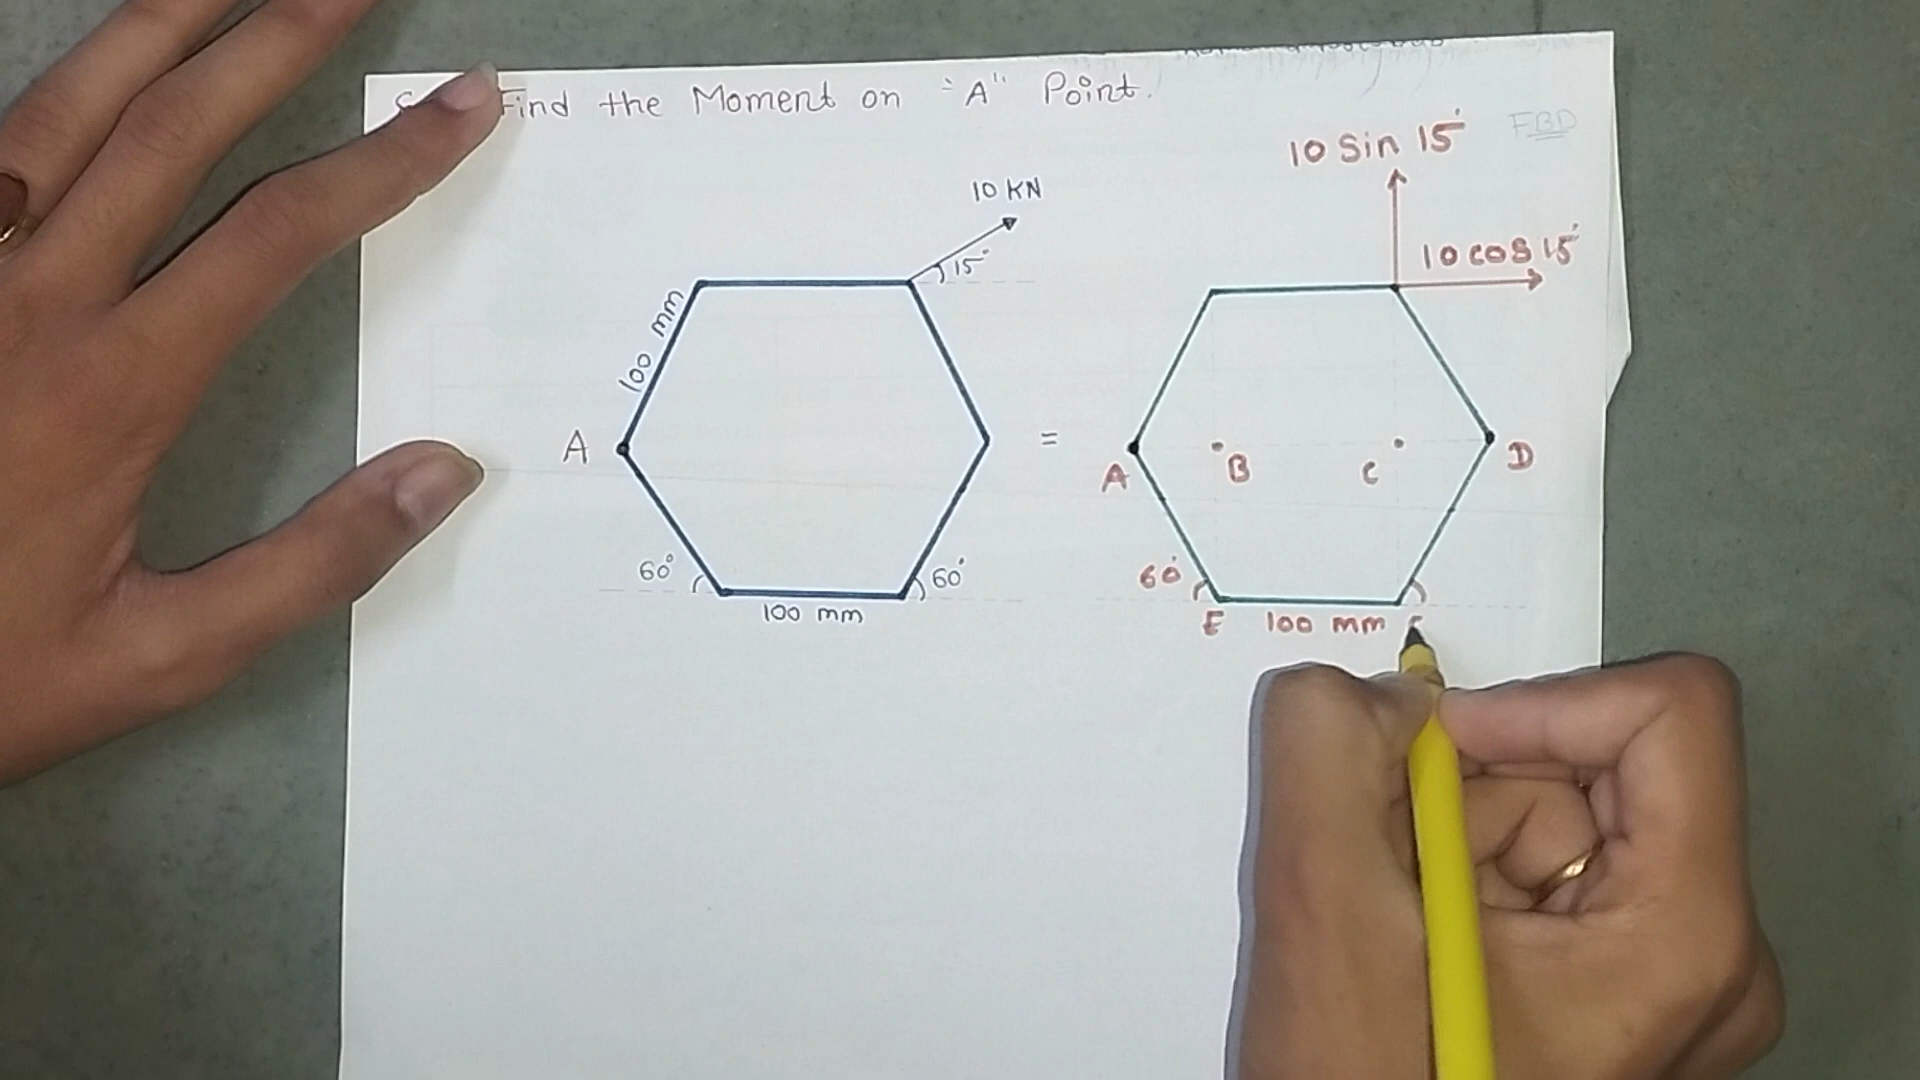 Find the Moment on "A" Point.
FBD
10 Sin 15°
10 KN
15°
10 cos 15°
100 mm
A
=
A
B
C
D
60°
60°
100 mm
60°
E
100 mm